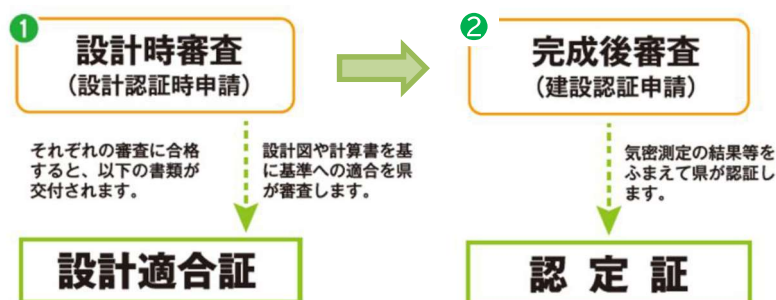 1
設計時審査
（設計認証時申請）
それぞれの審査に合格
すると、以下の書類が
交付されます。
設計図や計算書を基
に基準への適合を県
が審査します。
設計適合証
2
完成後審査
（建設認証申請）
気密測定の結果等を
ふまえて県が認証し
ます。
認定証